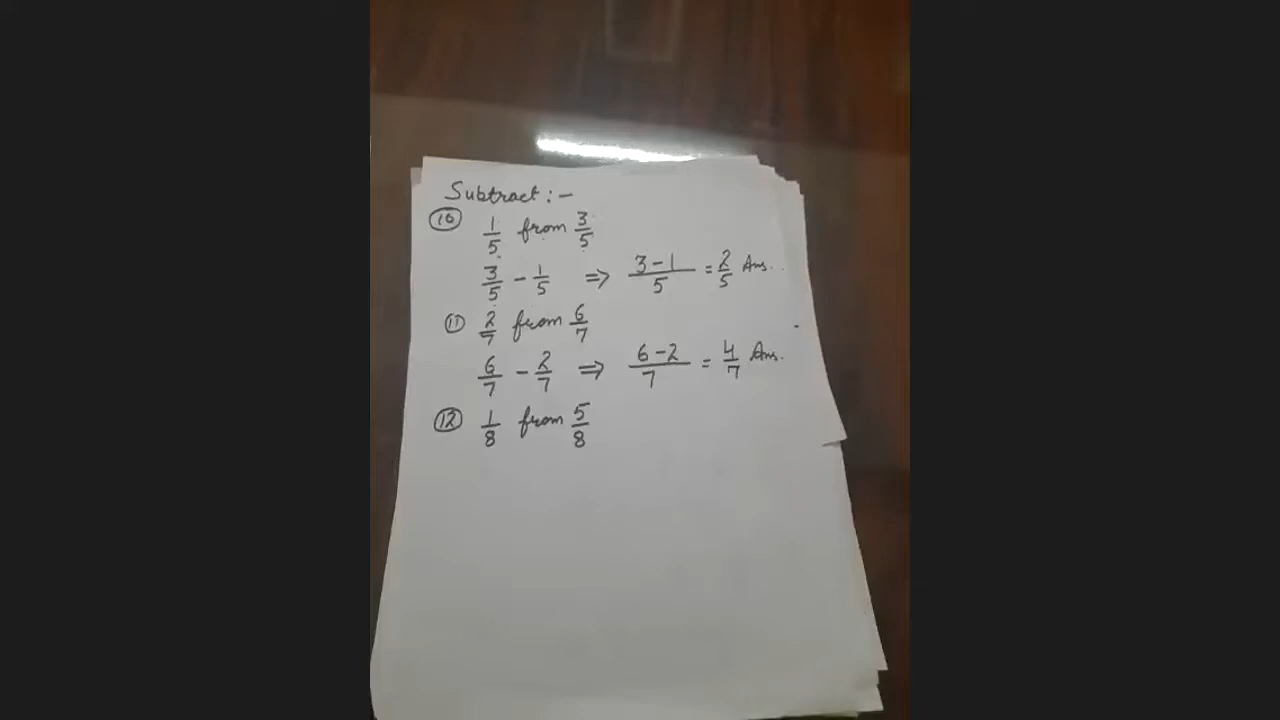 Subtract :-
(10) 1/5 from 3/5
3/5 - 1/5 ⇒ 3-1/5 = 2/5 Ans.
(11) 2/7 from 6/7
6/7 - 2/7 ⇒ 6-2/7 = 4/7 Ans.
(12) 1/8 from 5/8